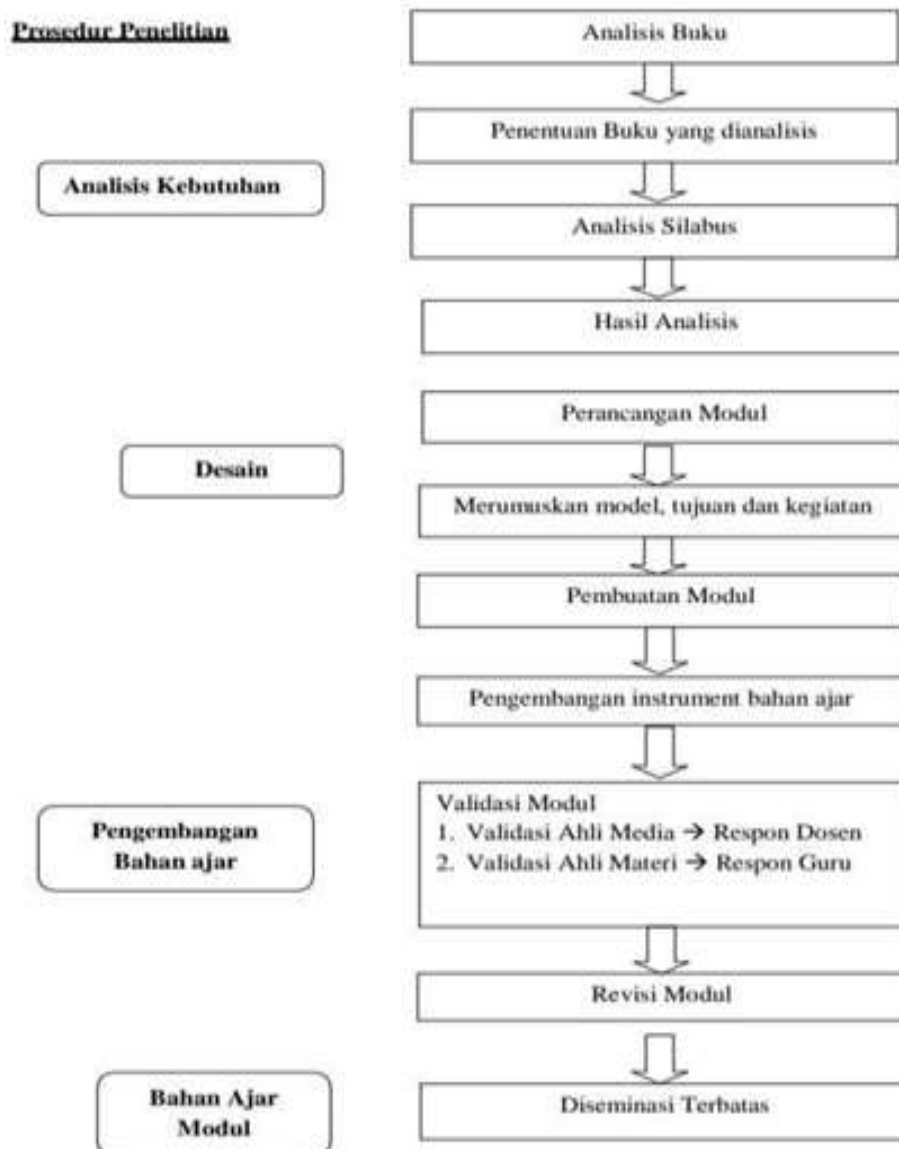 Prosedur Penelitian
Analisis Buku
Penentuan Buku yang dianalisis
Analisis Kebutuhan
Analisis Silabus
Hasil Analisis
Perancangan Modul
Desain
Merumuskan model, tujuan dan kegiatan
Pembuatan Modul
Pengembangan instrument bahan ajar
Pengembangan
Bahan ajar
Validasi Modul
1. Validasi Ahli Media → Respon Dosen
2. Validasi Ahli Materi → Respon Guru
Revisi Modul
Bahan Ajar
Modul
Diseminasi Terbatas